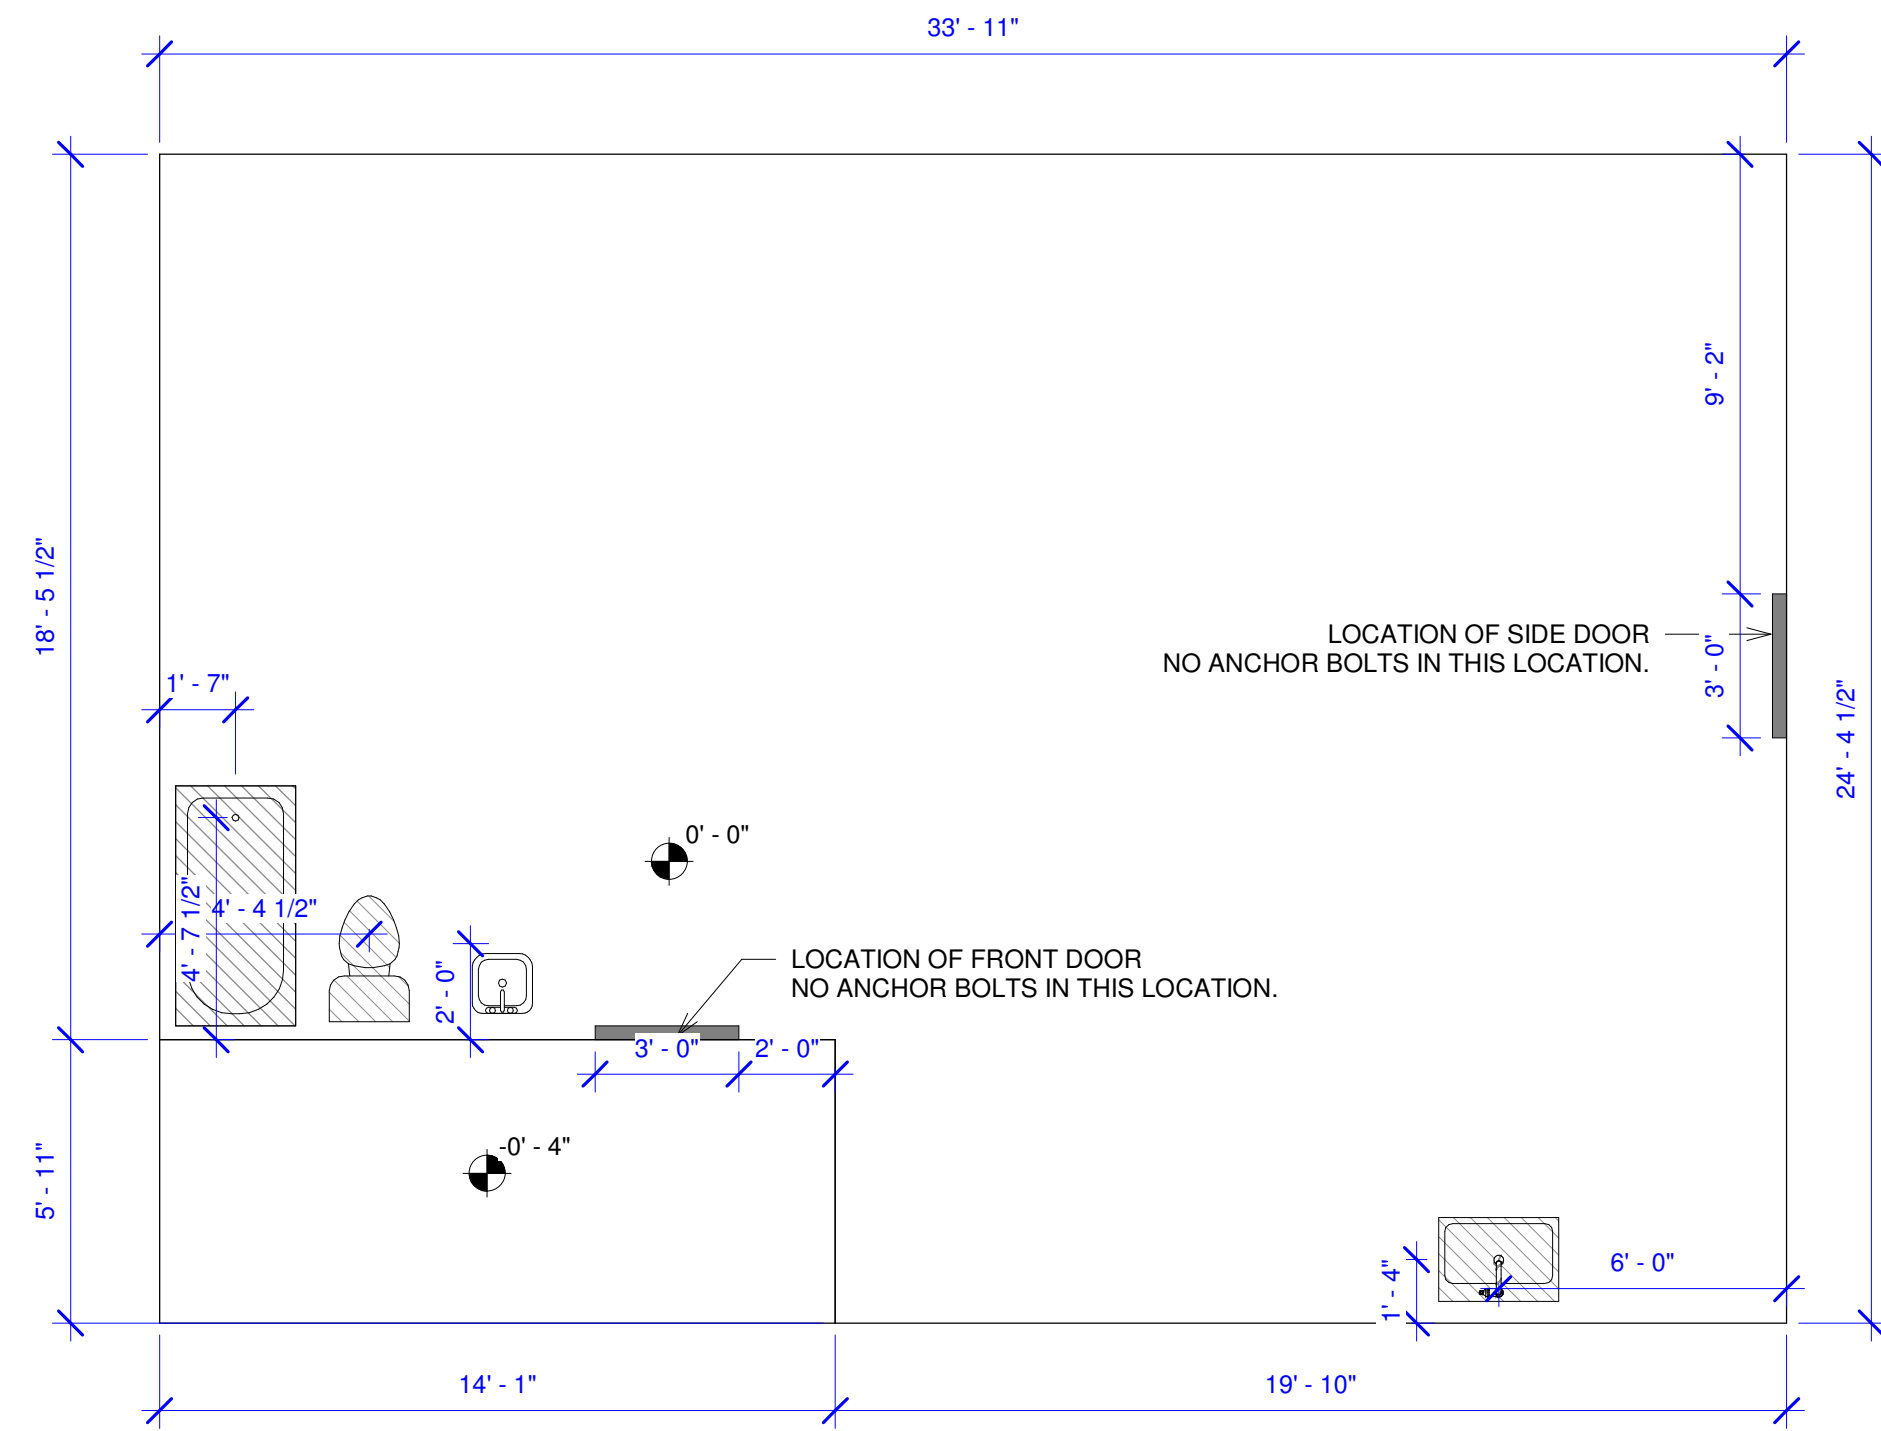 33' - 11"
9' - 2"
18' - 5 1/2"
LOCATION OF SIDE DOOR
NO ANCHOR BOLTS IN THIS LOCATION.
3' - 0"
24' - 4 1/2"
1' - 7"
0' - 0"
4' - 7 1/2"
4' - 4 1/2"
2' - 0"
LOCATION OF FRONT DOOR
NO ANCHOR BOLTS IN THIS LOCATION.
3' - 0"
2' - 0"
-0' - 4"
5' - 11"
1' - 4"
6' - 0"
14' - 1"
19' - 10"